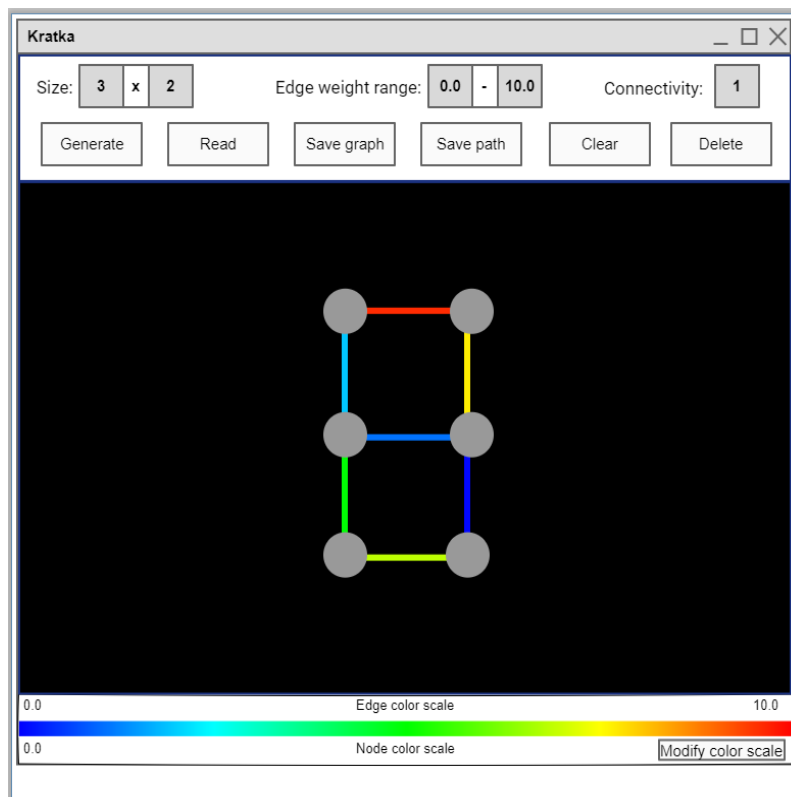 Kratka
Size: 3 x 2 Edge weight range: 0.0 - 10.0 Connectivity: 1
Generate Read Save graph Save path Clear Delete
0.0 Edge color scale 10.0
0.0 Node color scale Modify color scale